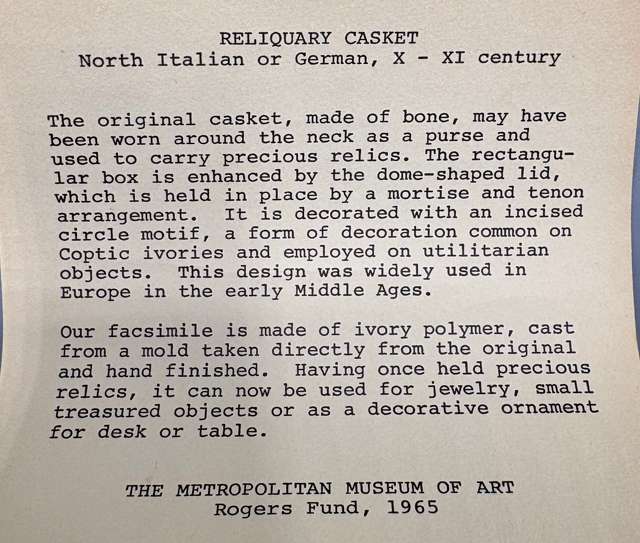 RELIQUARY CASKET
North Italian or German, X - XI century
The original casket, made of bone, may have
been worn around the neck as a purse and
used to carry precious relics. The rectangu-
lar box is enhanced by the dome-shaped lid,
which is held in place by a mortise and tenon
arrangement. It is decorated with an incised
circle motif, a form of decoration common on
Coptic ivories and employed on utilitarian
objects. This design was widely used in
Europe in the early Middle Ages.
Our facsimile is made of ivory polymer, cast
from a mold taken directly from the original
and hand finished. Having once held precious
relics, it can now be used for jewelry, small
treasured objects or as a decorative ornament
for desk or table.
THE METROPOLITAN MUSEUM OF ART
Rogers Fund, 1965